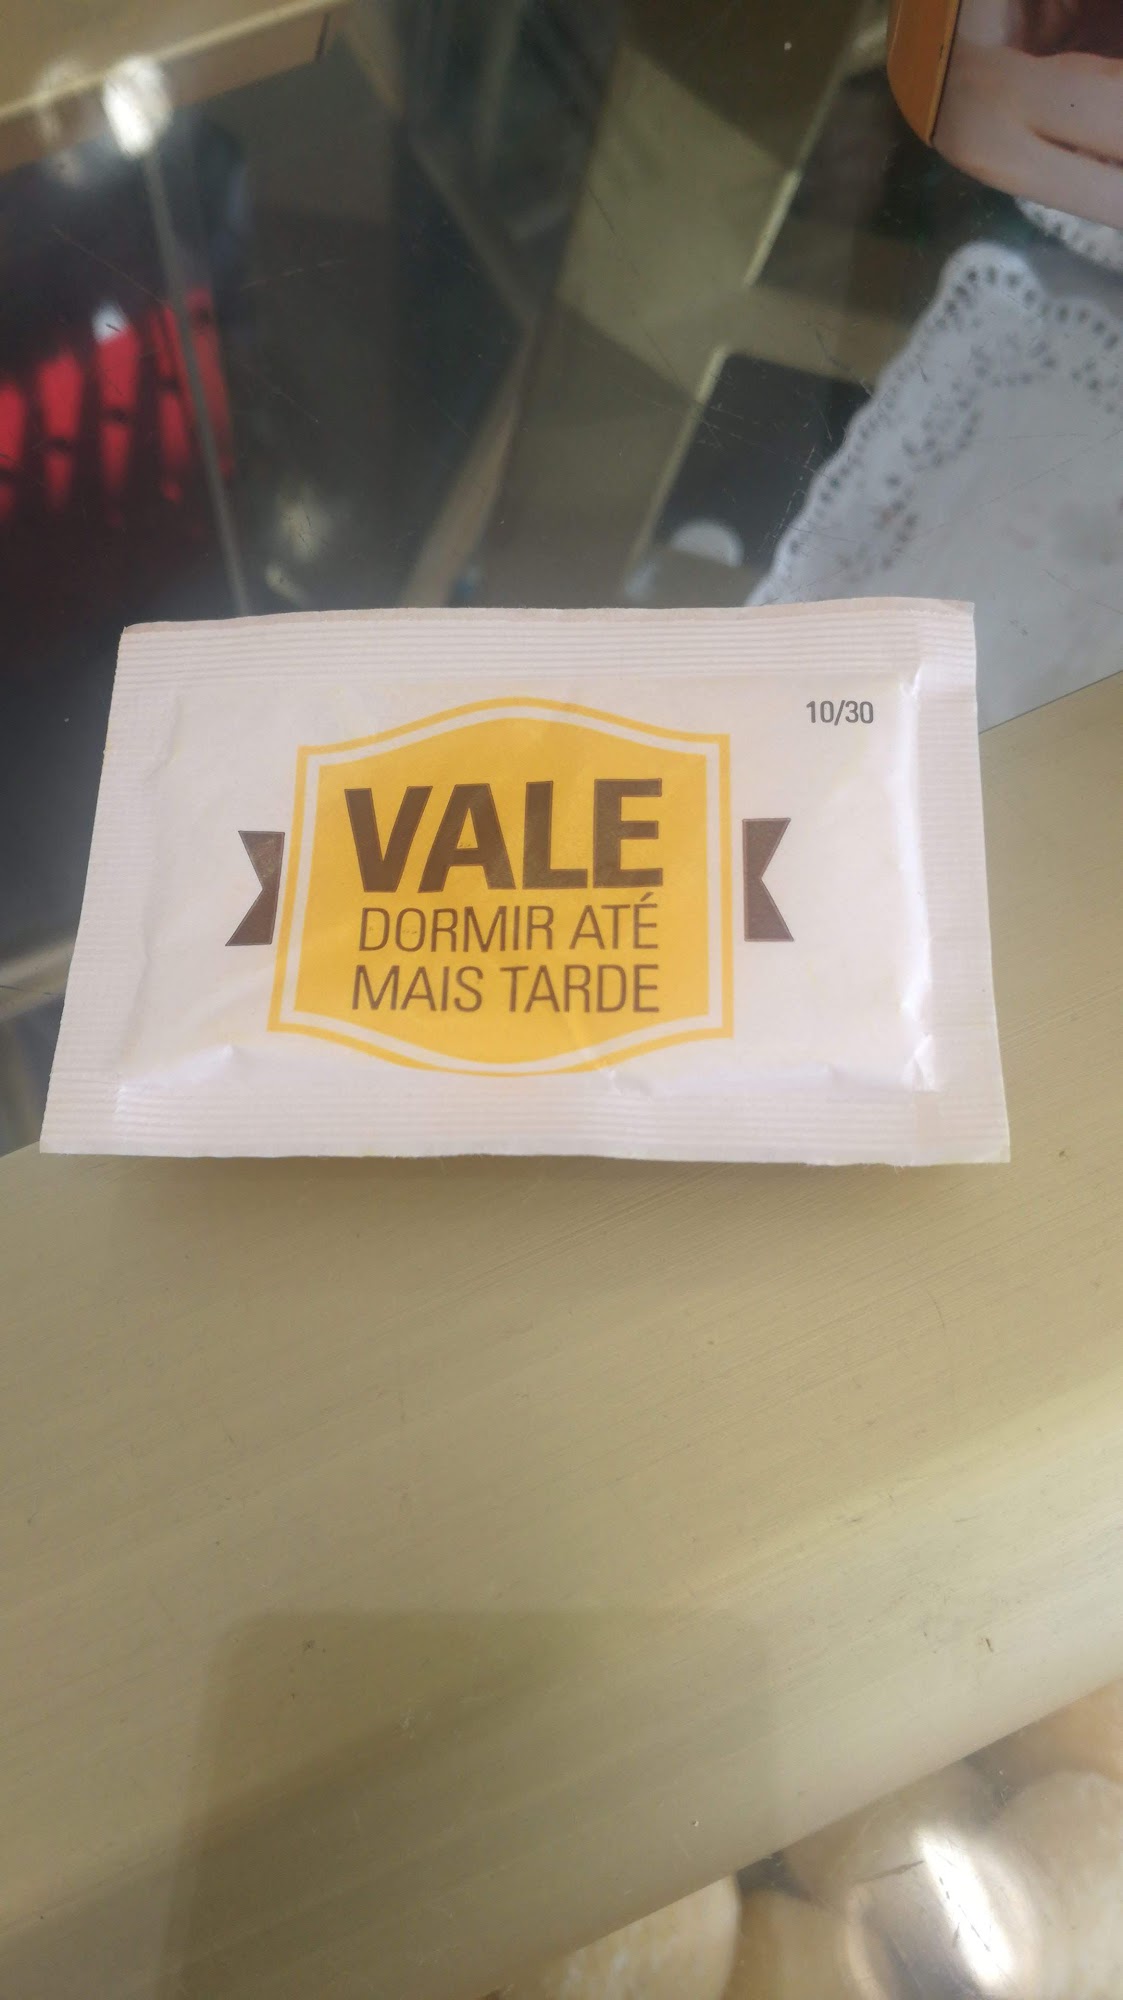 10/30
VALE
DORMIR ATÉ
MAIS TARDE